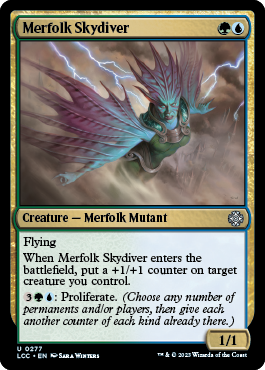 Merfolk Skydiver
Creature — Merfolk Mutant
Flying
When Merfolk Skydiver enters the
battlefield, put a +1/+1 counter on target
creature you control.
3: Proliferate. (Choose any number of
permanents and/or players, then give each
another counter of each kind already there.)
1/1
U 0277
LCC • EN Sara Winters
™ & © 2023 Wizards of the Coast